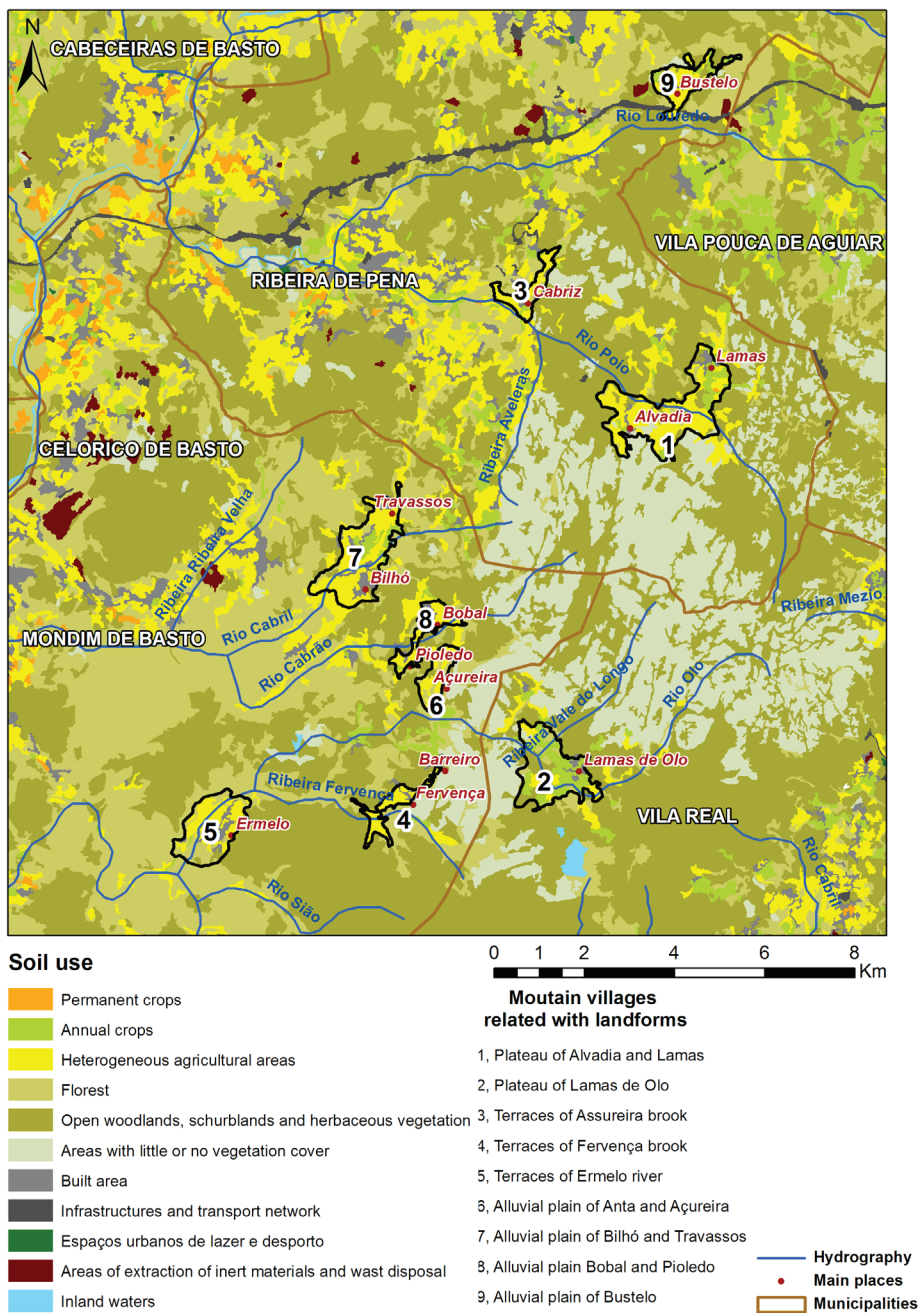 N
CABECEIRAS DE BASTO
9
Bustelo
Rio Louredo
VILA POUCA DE AGUIAR
RIBEIRA DE PENA
3
Cabriz
Rio Poio
Lamas
Ribeira Aveleras
Alvadia
1
CELORICO DE BASTO
Travassos
Ribeira Ribeira Velha
7
Bilhó
Ribeira Mezio
Bobal
8
Rio Cabril
MONDIM DE BASTO
Pioledo
Rio Cabrão
Açureira
Rio Olo
6
Ribeira Vale do Longo
Barreiro
Lamas de Olo
2
Ribeira Fervença
Fervença
4
VILA REAL
5
Ermelo
Rio Cabril
Rio Sião
Soil use
Permanent crops
Annual crops
Heterogeneous agricultural areas
Florest
Open woodlands, schurblands and herbaceous vegetation
Areas with little or no vegetation cover
Built area
Infrastructures and transport network
Espaços urbanos de lazer e desporto
Areas of extraction of inert materials and wast disposal
Inland waters
0 1 2 4 6 8
Km
Moutain villages
related with landforms
1, Plateau of Alvadia and Lamas
2, Plateau of Lamas de Olo
3, Terraces of Assureira brook
4, Terraces of Fervença brook
5, Terraces of Ermelo river
6, Alluvial plain of Anta and Açureira
7, Alluvial plain of Bilhó and Travassos
8, Alluvial plain Bobal and Pioledo
9, Alluvial plain of Bustelo
Hydrography
Main places
Municipalities